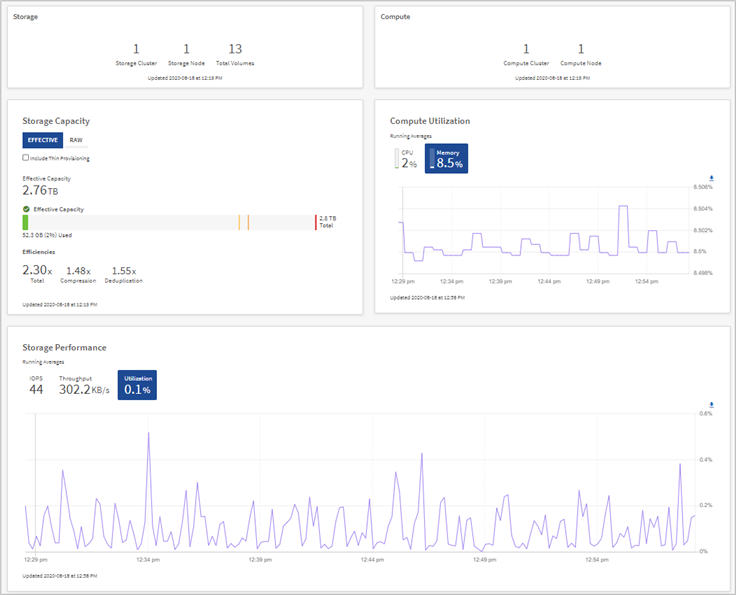 Storage
1 1 13
Storage Cluster Storage Node Total Volumes
Updated 2020-08-18 at 12:13 PM
Compute
1 1
Compute Cluster Compute Node
Updated 2020-08-18 at 12:13 PM
Storage Capacity
EFFECTIVE RAW
Include Thin Provisioning
Effective Capacity
2.76TB
Effective Capacity
2.8 TB
Total
52.3 GB (2%) Used
Efficiencies
2.30x 1.48x 1.55x
Total Compression Deduplication
Updated 2020-08-18 at 12:13 PM
Compute Utilization
Running Averages
CPU Memory
2% 8.5%
8.506%
8.504%
8.502%
8.5%
8.498%
12:29 pm 12:34 pm 12:39 pm 12:44 pm 12:49 pm 12:54 pm
Updated 2020-08-18 at 12:58 PM
Storage Performance
Running Averages
IOPS Throughput Utilization
44 302.2KB/s 0.1%
0.6%
0.4%
0.2%
0%
12:29 pm 12:34 pm 12:39 pm 12:44 pm 12:49 pm 12:54 pm
Updated 2020-08-18 at 12:58 PM